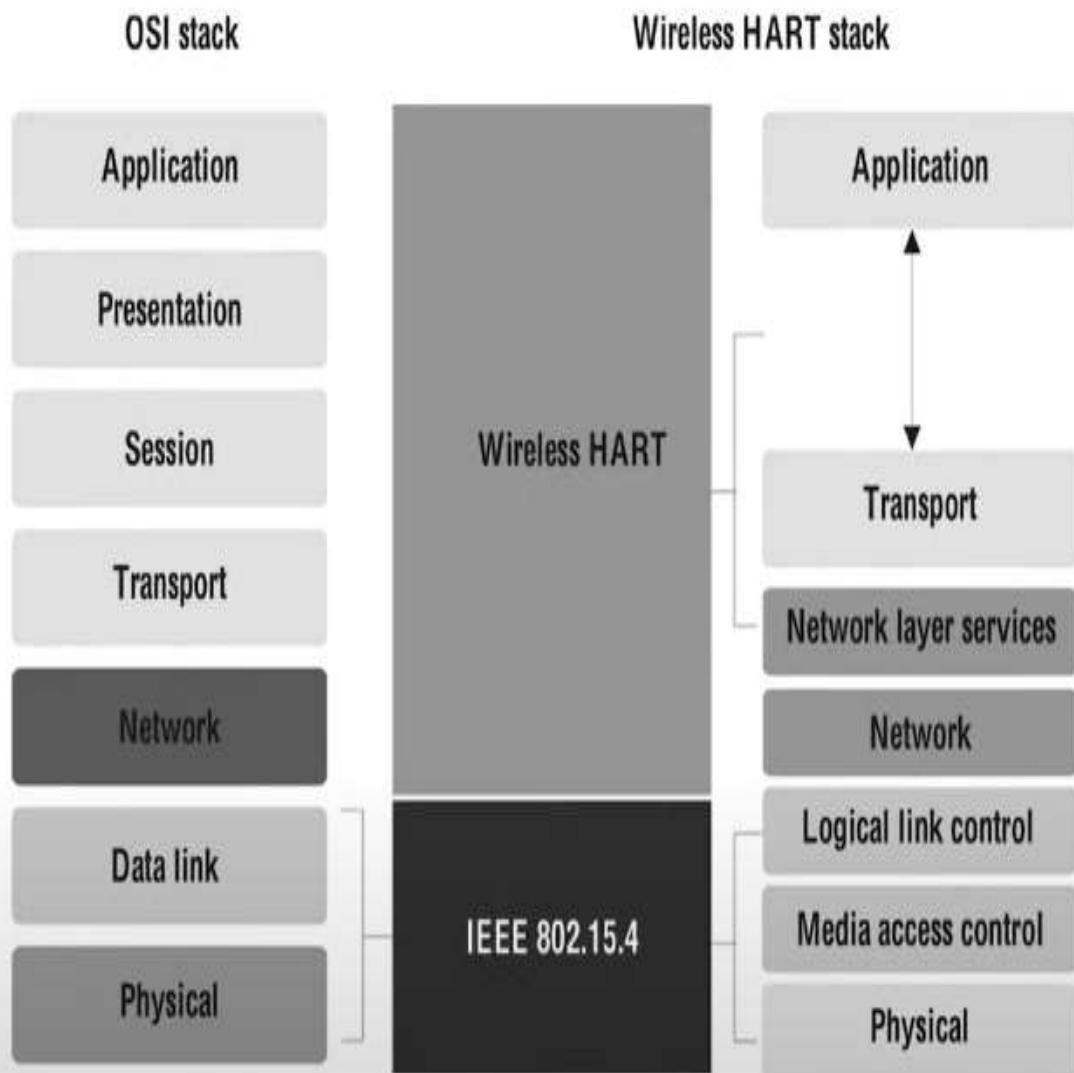 OSI stack
Wireless HART stack
Application
Presentation
Session
Transport
Network
Data link
Physical
Wireless HART
IEEE 802.15.4
Application
Transport
Network layer services
Network
Logical link control
Media access control
Physical